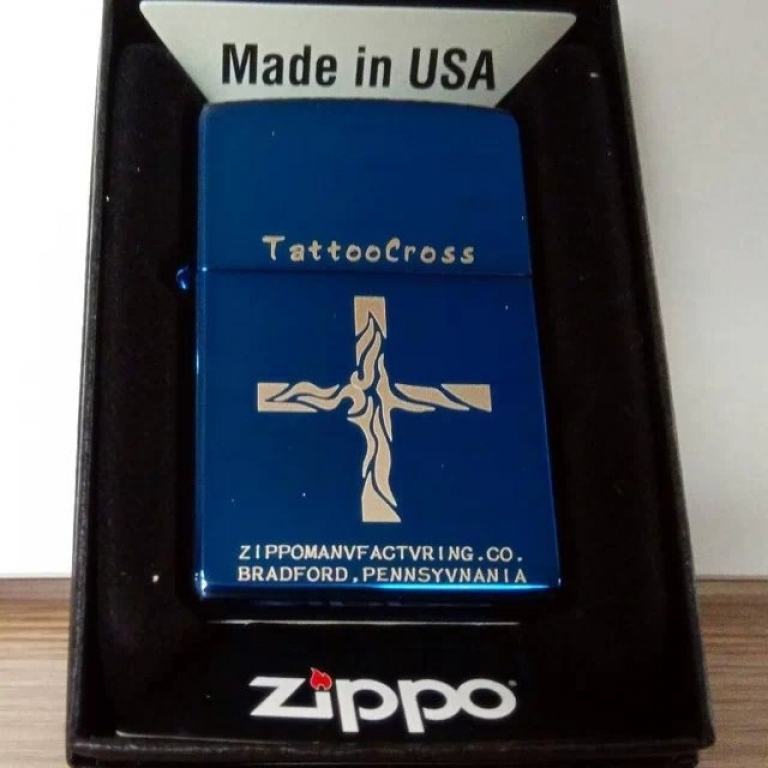 Made in USA
TattooCross
ZIPPOMANVFACTVRING.CO.
BRADFORD,PENNSYVNANIA
zippo